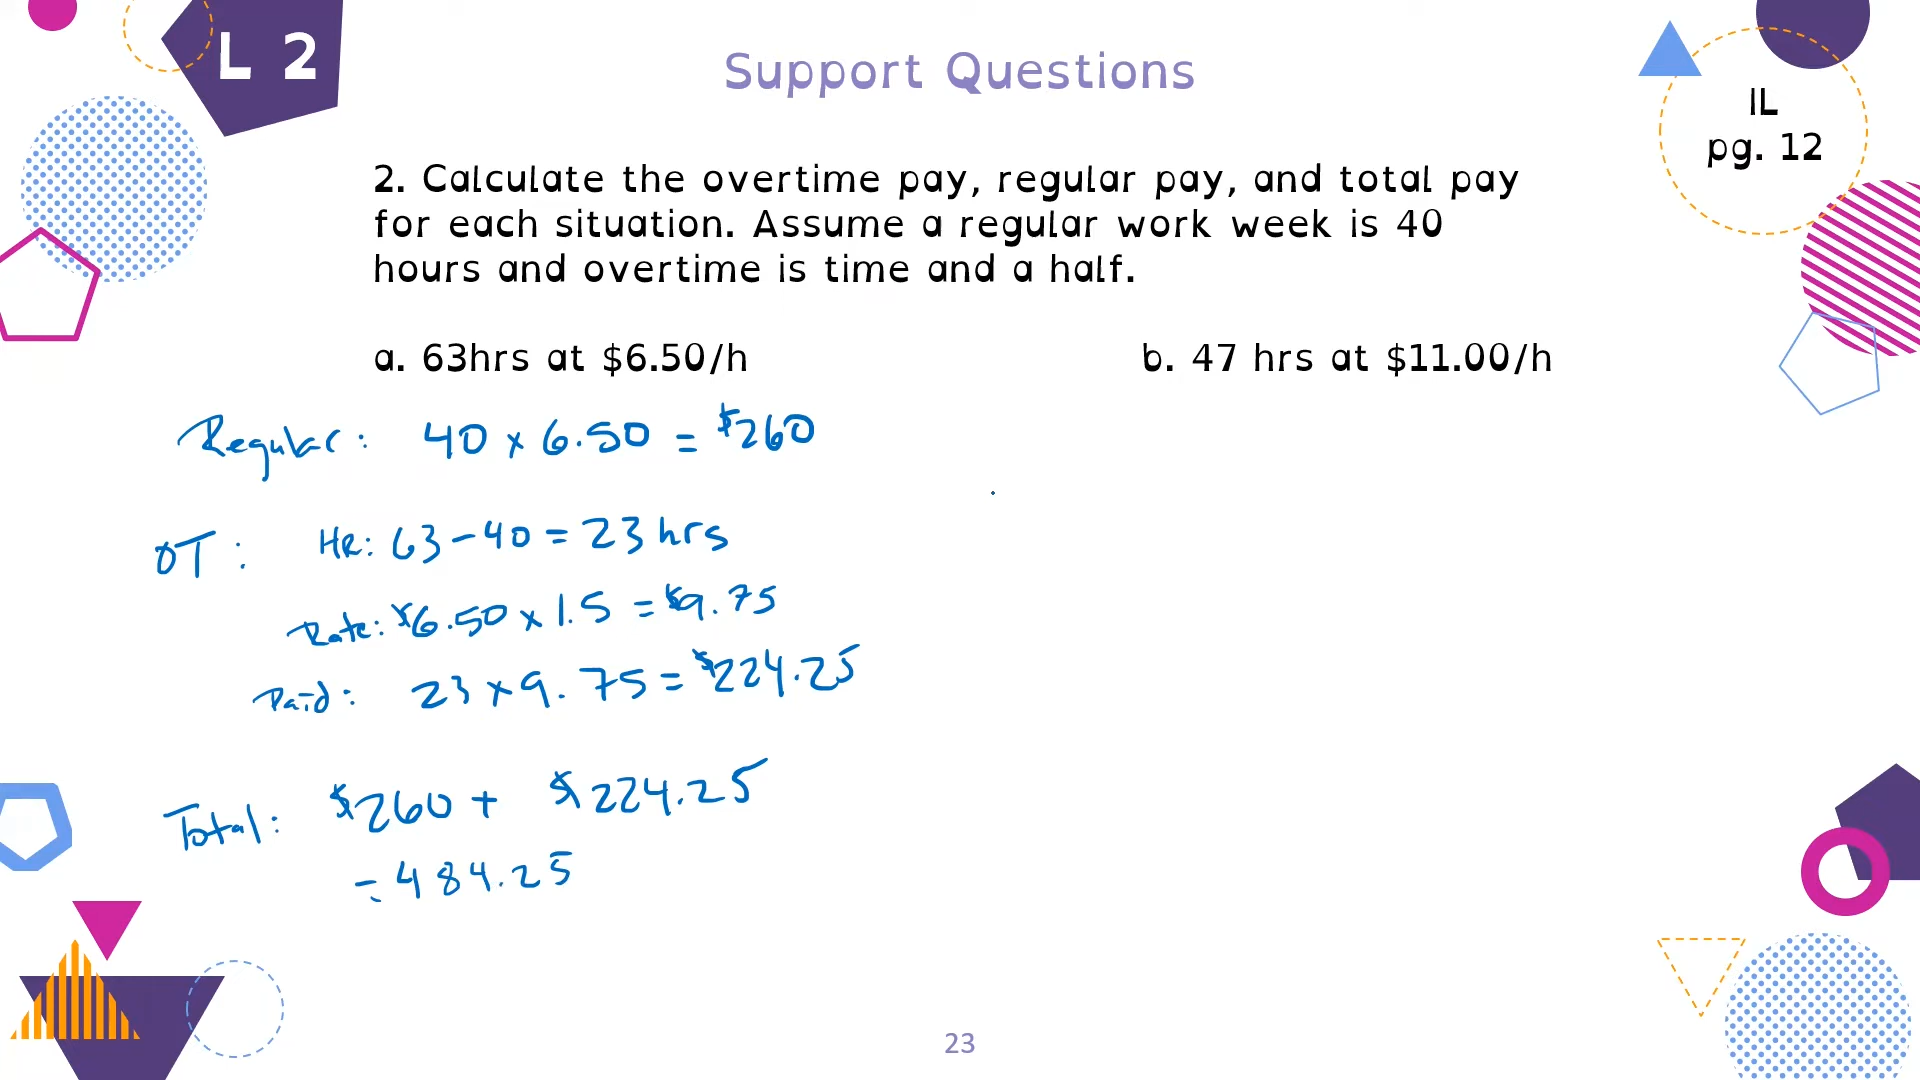 L 2
Support Questions
IL
pg. 12
2. Calculate the overtime pay, regular pay, and total pay
for each situation. Assume a regular work week is 40
hours and overtime is time and a half.
a. 63hrs at $6.50/h
b. 47 hrs at $11.00/h
Regular: 40 x 6.50 = $260
OT: HR: 63 - 40 = 23 hrs
Rate: $6.50 x 1.5 = $9.75
Paid: 23 x 9.75 = $224.25
Total: $260 + $224.25
= 484.25
23